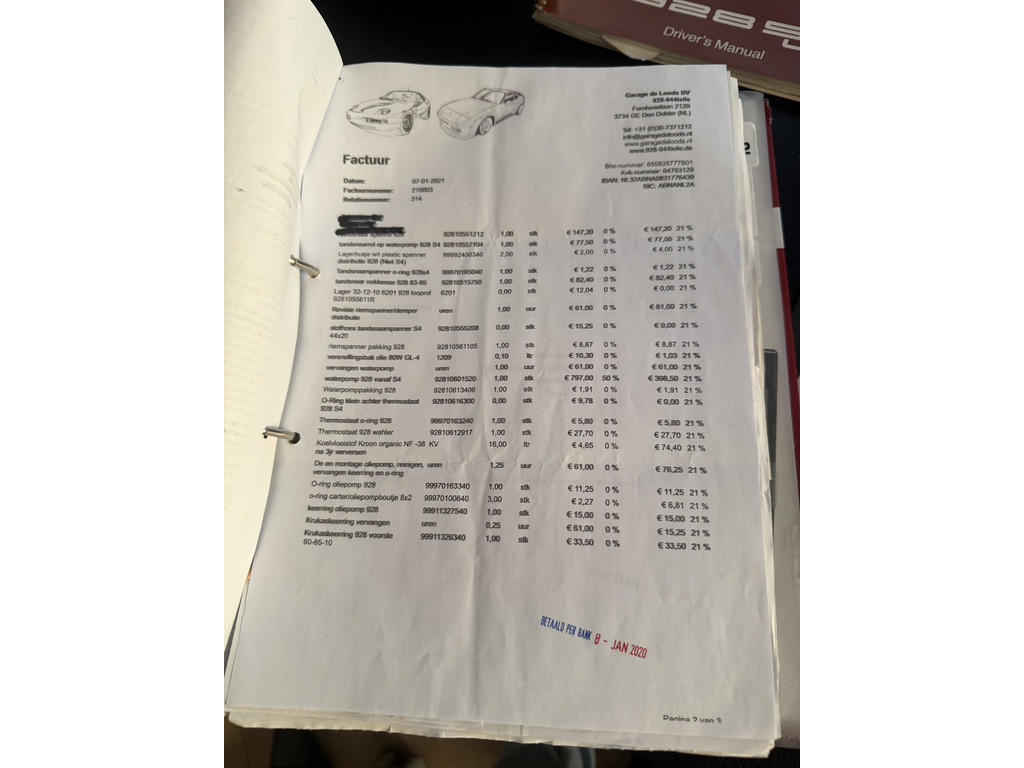 928 S
Driver's Manual
2
Garage de Loods BV
928-944telle
Fornheselaan 212B
3734 GE Den Dolder (NL)
Tel: +31 (0)30-7371212
info@garagedeloods.nl
www.garagedeloods.nl
www.928-944telle.de
Btw-nummer: 855825777B01
Kvk-nummer: 64763129
IBAN: NL32ABNA0831776439
BIC: ABNANL2A
Factuur
Datum: 07-01-2021
Factuurnummer: 210003
Relatienummer: 314
928 92810551212 1,00 stk € 147,20 0 % € 147,20 21 %
tandwielrol op waterpomp 928 S4 92810557104 1,00 stk € 77,50 0 % € 77,50 21 %
Lagerbusje wit plastic spanner 99992400340 2,00 stk € 2,00 0 % € 4,00 21 %
distributie 928 (Niet S4)
Tandsnaarspanner o-ring 928s4 99970165040 1,00 stk € 1,22 0 % € 1,22 21 %
tandsnaar nokkenas 928 83-95 92810515750 1,00 stk € 82,40 0 % € 82,40 21 %
Lager 32-12-10 6201 928 looprol 6201 0,00 stk € 12,04 0 % € 0,00 21 %
9281055611R
Revisie riemspanner/demper uren 1,00 uur € 61,00 0 % € 61,00 21 %
distributie
stofhoes tandsnaarspanner S4 92810555208 0,00 stk € 15,25 0 % € 0,00 21 %
44x20
riemspanner pakking 928 92810561105 1,00 stk € 8,87 0 % € 8,87 21 %
versnellingsbak olie 80W GL-4 1209 0,10 ltr € 10,30 0 % € 1,03 21 %
vervangen waterpomp uren 1,00 uur € 61,00 0 % € 61,00 21 %
waterpomp 928 vanaf S4 92810601520 1,00 stk € 797,00 50 % € 398,50 21 %
Waterpomppakking 928 92810613406 1,00 stk € 1,91 0 % € 1,91 21 %
O-Ring klein achter thermostaat 92810616300 0,00 stk € 9,78 0 % € 0,00 21 %
928 S4
Thermostaat o-ring 928 99970163240 1,00 stk € 5,80 0 % € 5,80 21 %
Thermostaat 928 wahler 92810612917 1,00 stk € 27,70 0 % € 27,70 21 %
Koelvloeistof Kroon organic NF -38 KV 16,00 ltr € 4,65 0 % € 74,40 21 %
na 3jr verversen
De en montage oliepomp, reinigen, uren 1,25 uur € 61,00 0 % € 76,25 21 %
vervangen keerring en o-ring
O-ring oliepomp 928 99970163340 1,00 stk € 11,25 0 % € 11,25 21 %
o-ring carter/oliepompboutje 8x2 99970100640 3,00 stk € 2,27 0 % € 6,81 21 %
keerring oliepomp 928 99911327540 1,00 stk € 15,00 0 % € 15,00 21 %
Krukaskeerring vervangen uren 0,25 uur € 61,00 0 % € 15,25 21 %
Krukaskeerring 928 voorste 99911326340 1,00 stk € 33,50 0 % € 33,50 21 %
60-85-10
BETAALD PER BANK 8 - JAN 2020
Pagina 2 van 3